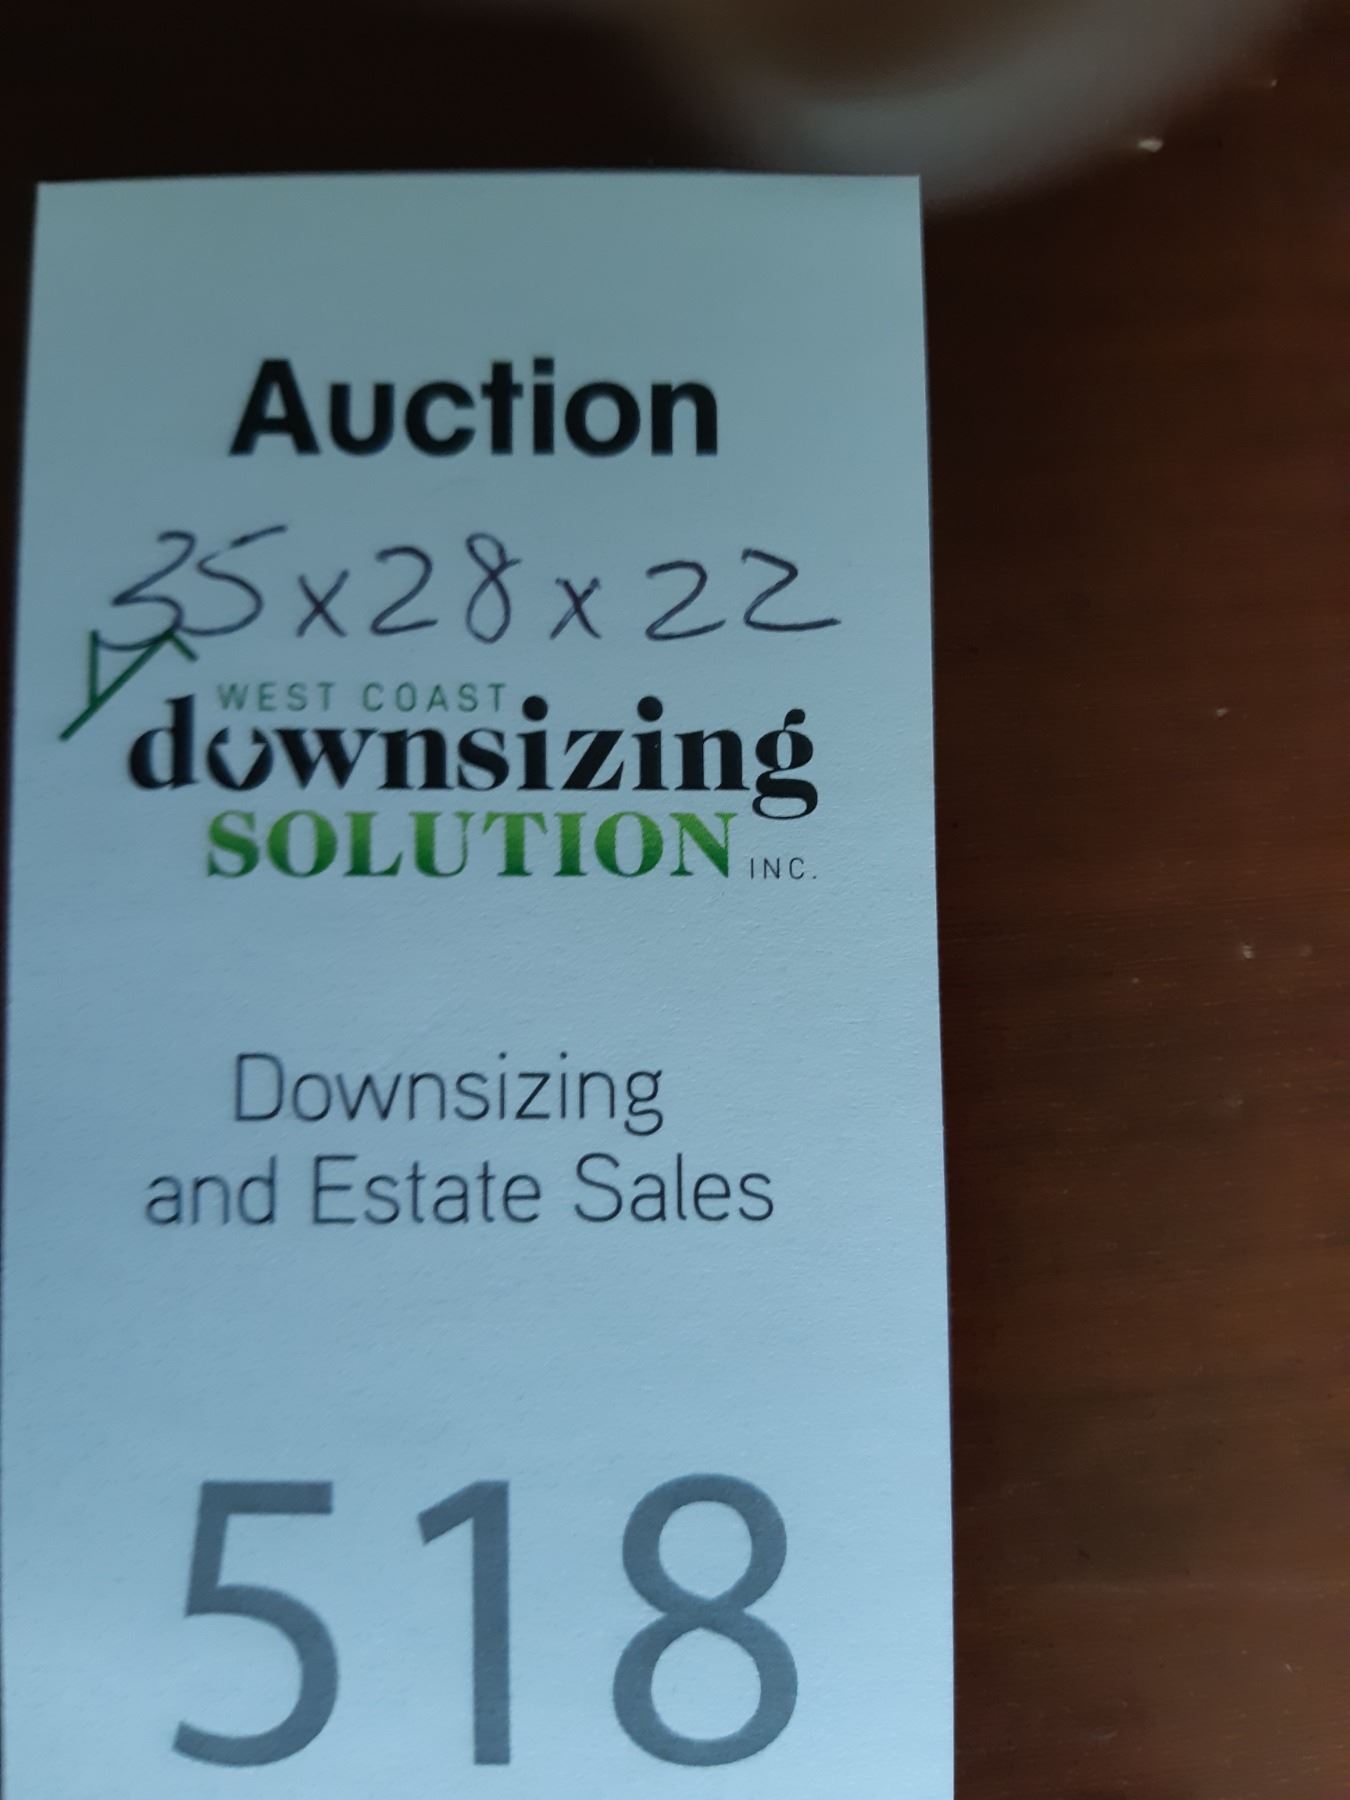 Auction
35x28x22
WEST COAST
downsizing
SOLUTION INC.
Downsizing
and Estate Sales
518